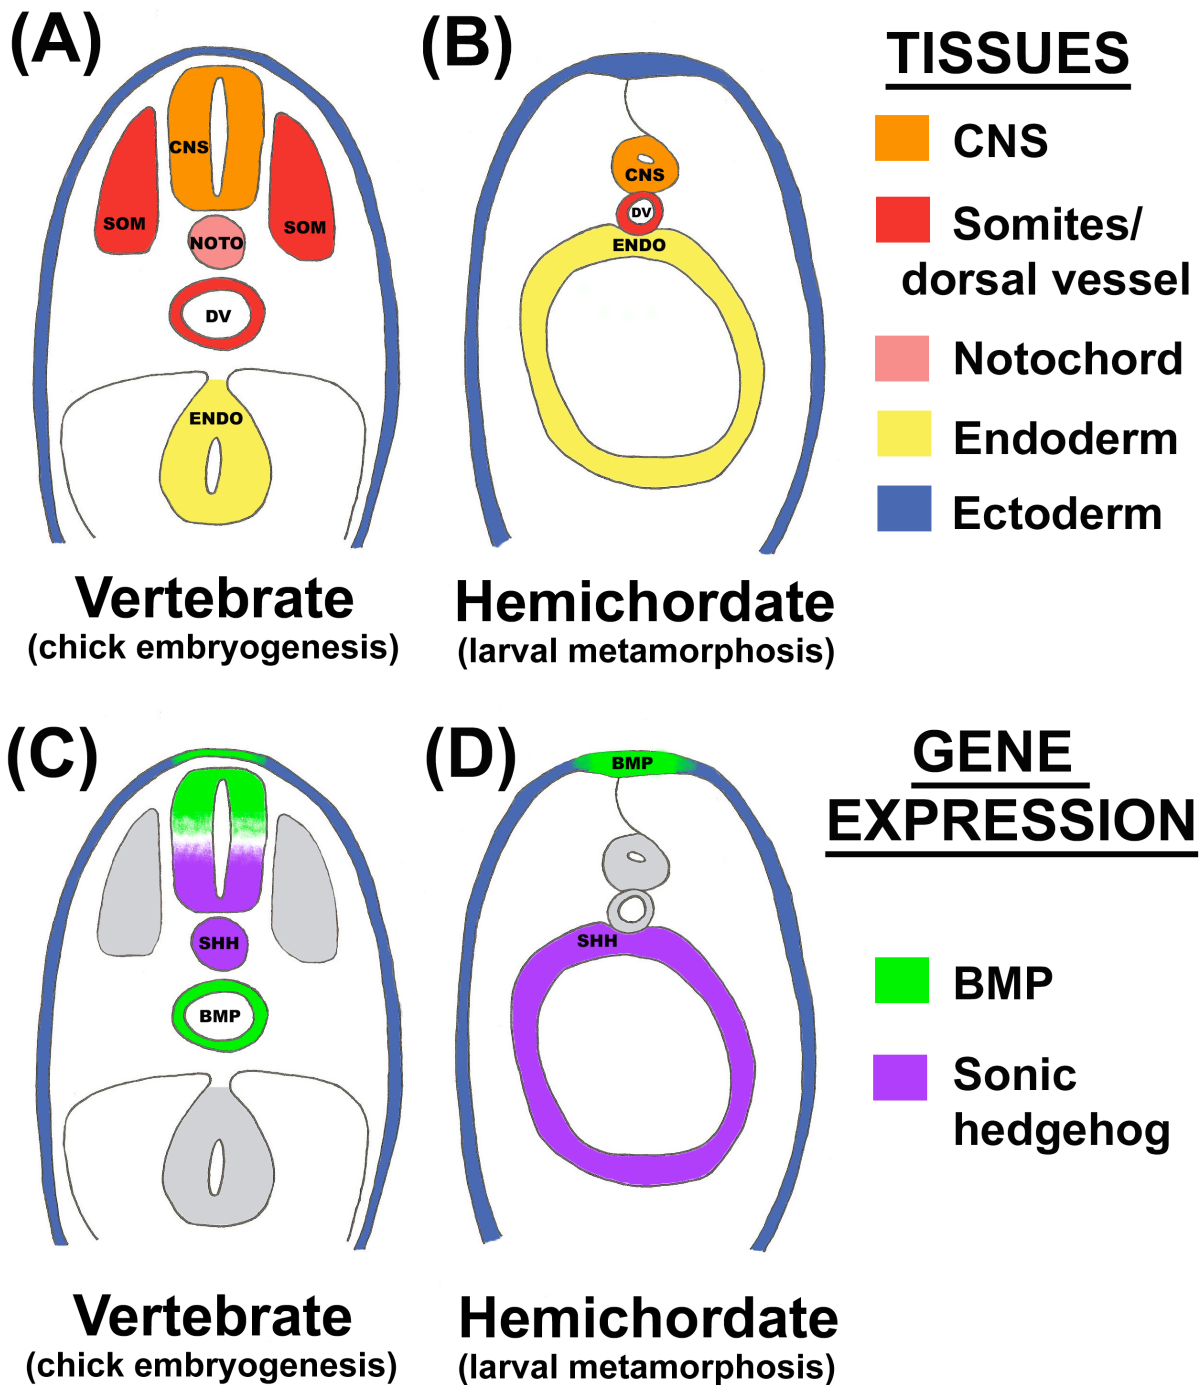 (A)
CNS
SOM
SOM
NOTO
DV
ENDO
Vertebrate
(chick embryogenesis)
(B)
CNS
DV
ENDO
Hemichordate
(larval metamorphosis)
TISSUES
CNS
Somites/
dorsal vessel
Notochord
Endoderm
Ectoderm
(C)
SHH
BMP
Vertebrate
(chick embryogenesis)
(D)
BMP
SHH
Hemichordate
(larval metamorphosis)
GENE
EXPRESSION
BMP
Sonic
hedgehog